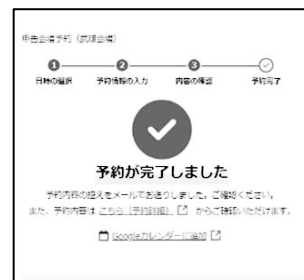 申告会場予約（武雄会場）
1 2 3
日時の選択 予約情報の入力 内容の確認 予約完了
予約が完了しました
予約内容の控えをメールでお送りしました。ご確認ください。
また、予約内容は こちら（予約詳細） からご確認いただけます。
Googleカレンダーに追加